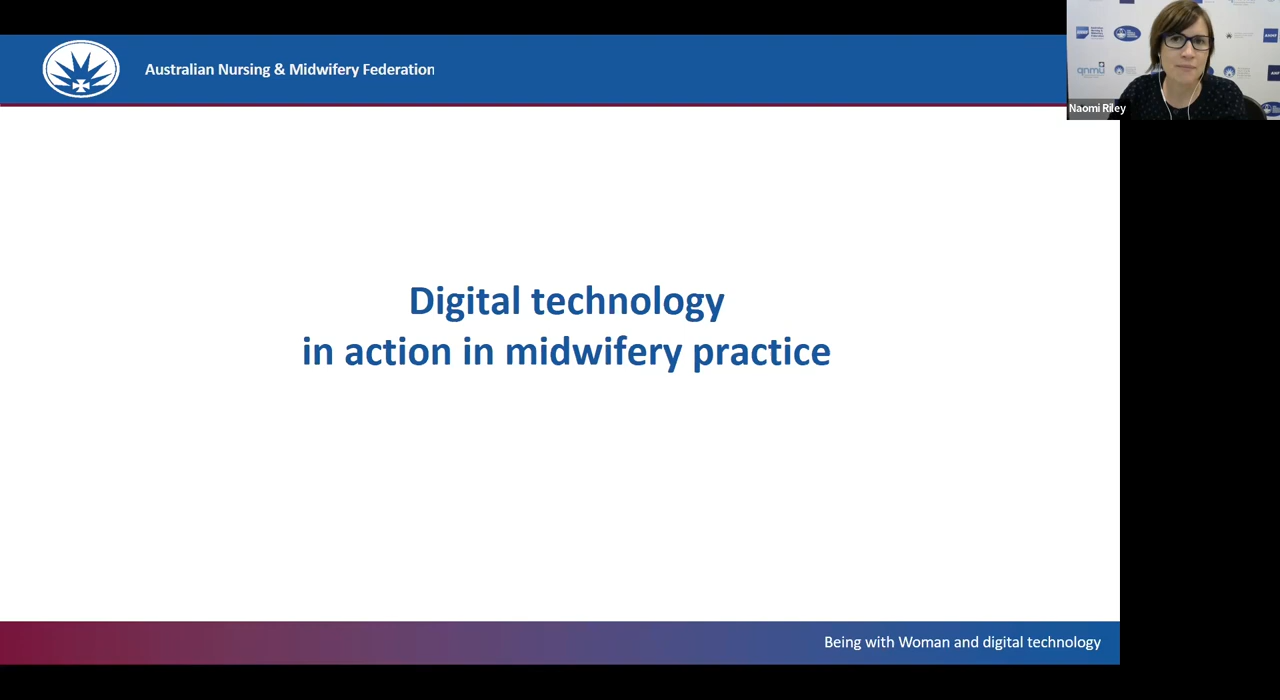 Australian Nursing & Midwifery Federation
qnmu
Naomi Riley
Digital technology
in action in midwifery practice
Being with Woman and digital technology